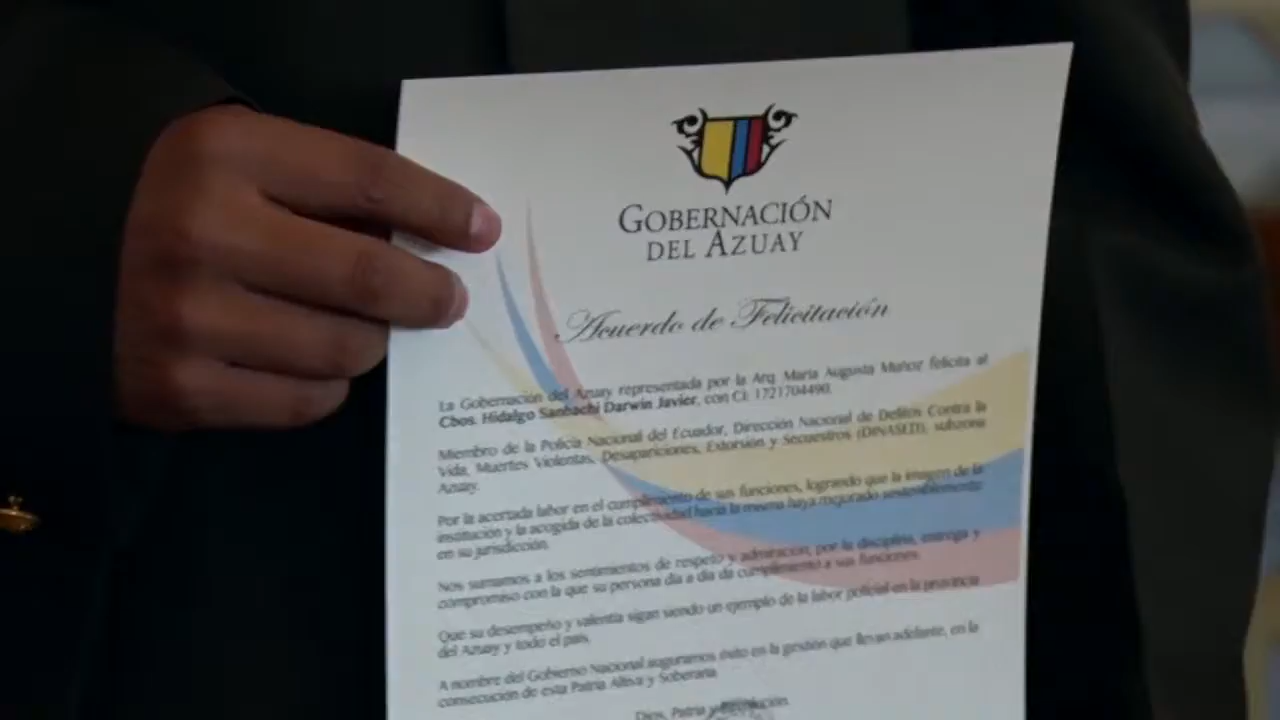 GOBERNACIÓN
DEL AZUAY
Acuerdo de Felicitación
La Gobernación del Azuay representada por la Arq. María Augusta Muñoz felicita al
Cbos. Hidalgo Sanbachi Darwin Javier, con CI: 1721704490.
Miembro de la Policía Nacional del Ecuador, Dirección Nacional de Delitos Contra la
Vida, Muertes Violentas, Desapariciones, Extorsión y Secuestros (DINASED), subzona
Azuay.
Por la acertada labor en el cumplimiento de sus funciones, logrando que la imagen de la
institución y la acogida de la colectividad hacia la misma haya mejorado sosteniblemente
en su jurisdicción.
Nos sumamos a los sentimientos de respeto y admiración, por la disciplina, entrega y
compromiso con la que su persona día a día da cumplimiento a sus funciones.
Que su desempeño y valentía sigan siendo un ejemplo de la labor policial en la provincia
del Azuay y todo el país.
A nombre del Gobierno Nacional auguramos éxito en la gestión que llevan adelante, en la
consecución de esta Patria Altiva y Soberana
Dios, Patria y Revolución.